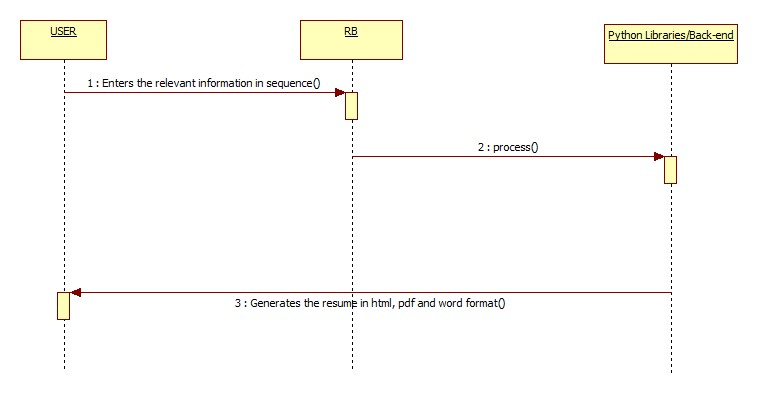 USER
RB
Python Libraries/Back-end
1 : Enters the relevant information in sequence()
2 : process()
3 : Generates the resume in html, pdf and word format()